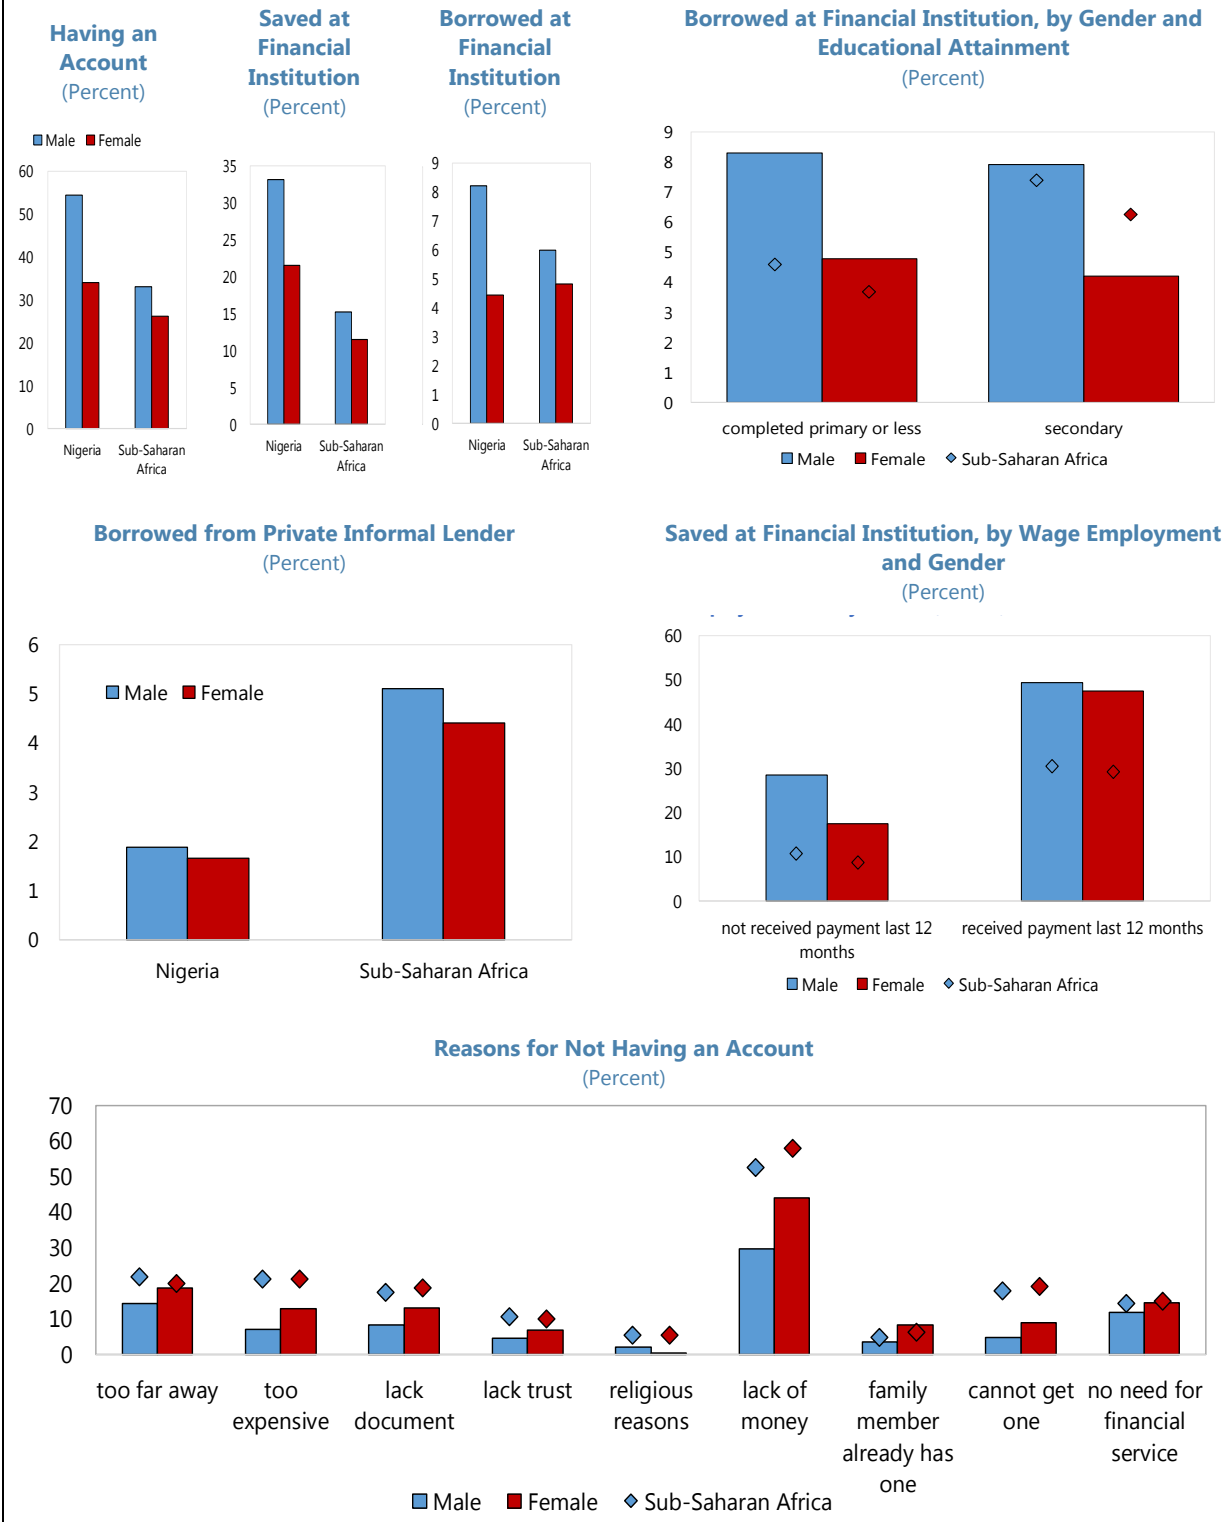 Having an
Account
(Percent)
Male Female
60
50
40
30
20
10
0
Nigeria Sub-Saharan
Africa
Saved at
Financial
Institution
(Percent)
35
30
25
20
15
10
5
0
Nigeria Sub-Saharan
Africa
Borrowed at
Financial
Institution
(Percent)
9
8
7
6
5
4
3
2
1
0
Nigeria Sub-Saharan
Africa
Borrowed at Financial Institution, by Gender and
Educational Attainment
(Percent)
9
8
7
6
5
4
3
2
1
0
completed primary or less secondary
Male Female Sub-Saharan Africa
Borrowed from Private Informal Lender
(Percent)
6
5
4
3
2
1
0
Male Female
Nigeria Sub-Saharan Africa
Saved at Financial Institution, by Wage Employment
and Gender
(Percent)
60
50
40
30
20
10
0
not received payment last 12 received payment last 12 months
months
Male Female Sub-Saharan Africa
Reasons for Not Having an Account
(Percent)
70
60
50
40
30
20
10
0
too far away too lack lack trust religious lack of family cannot get no need for
expensive document reasons money member one financial
already has service
one
Male Female Sub-Saharan Africa